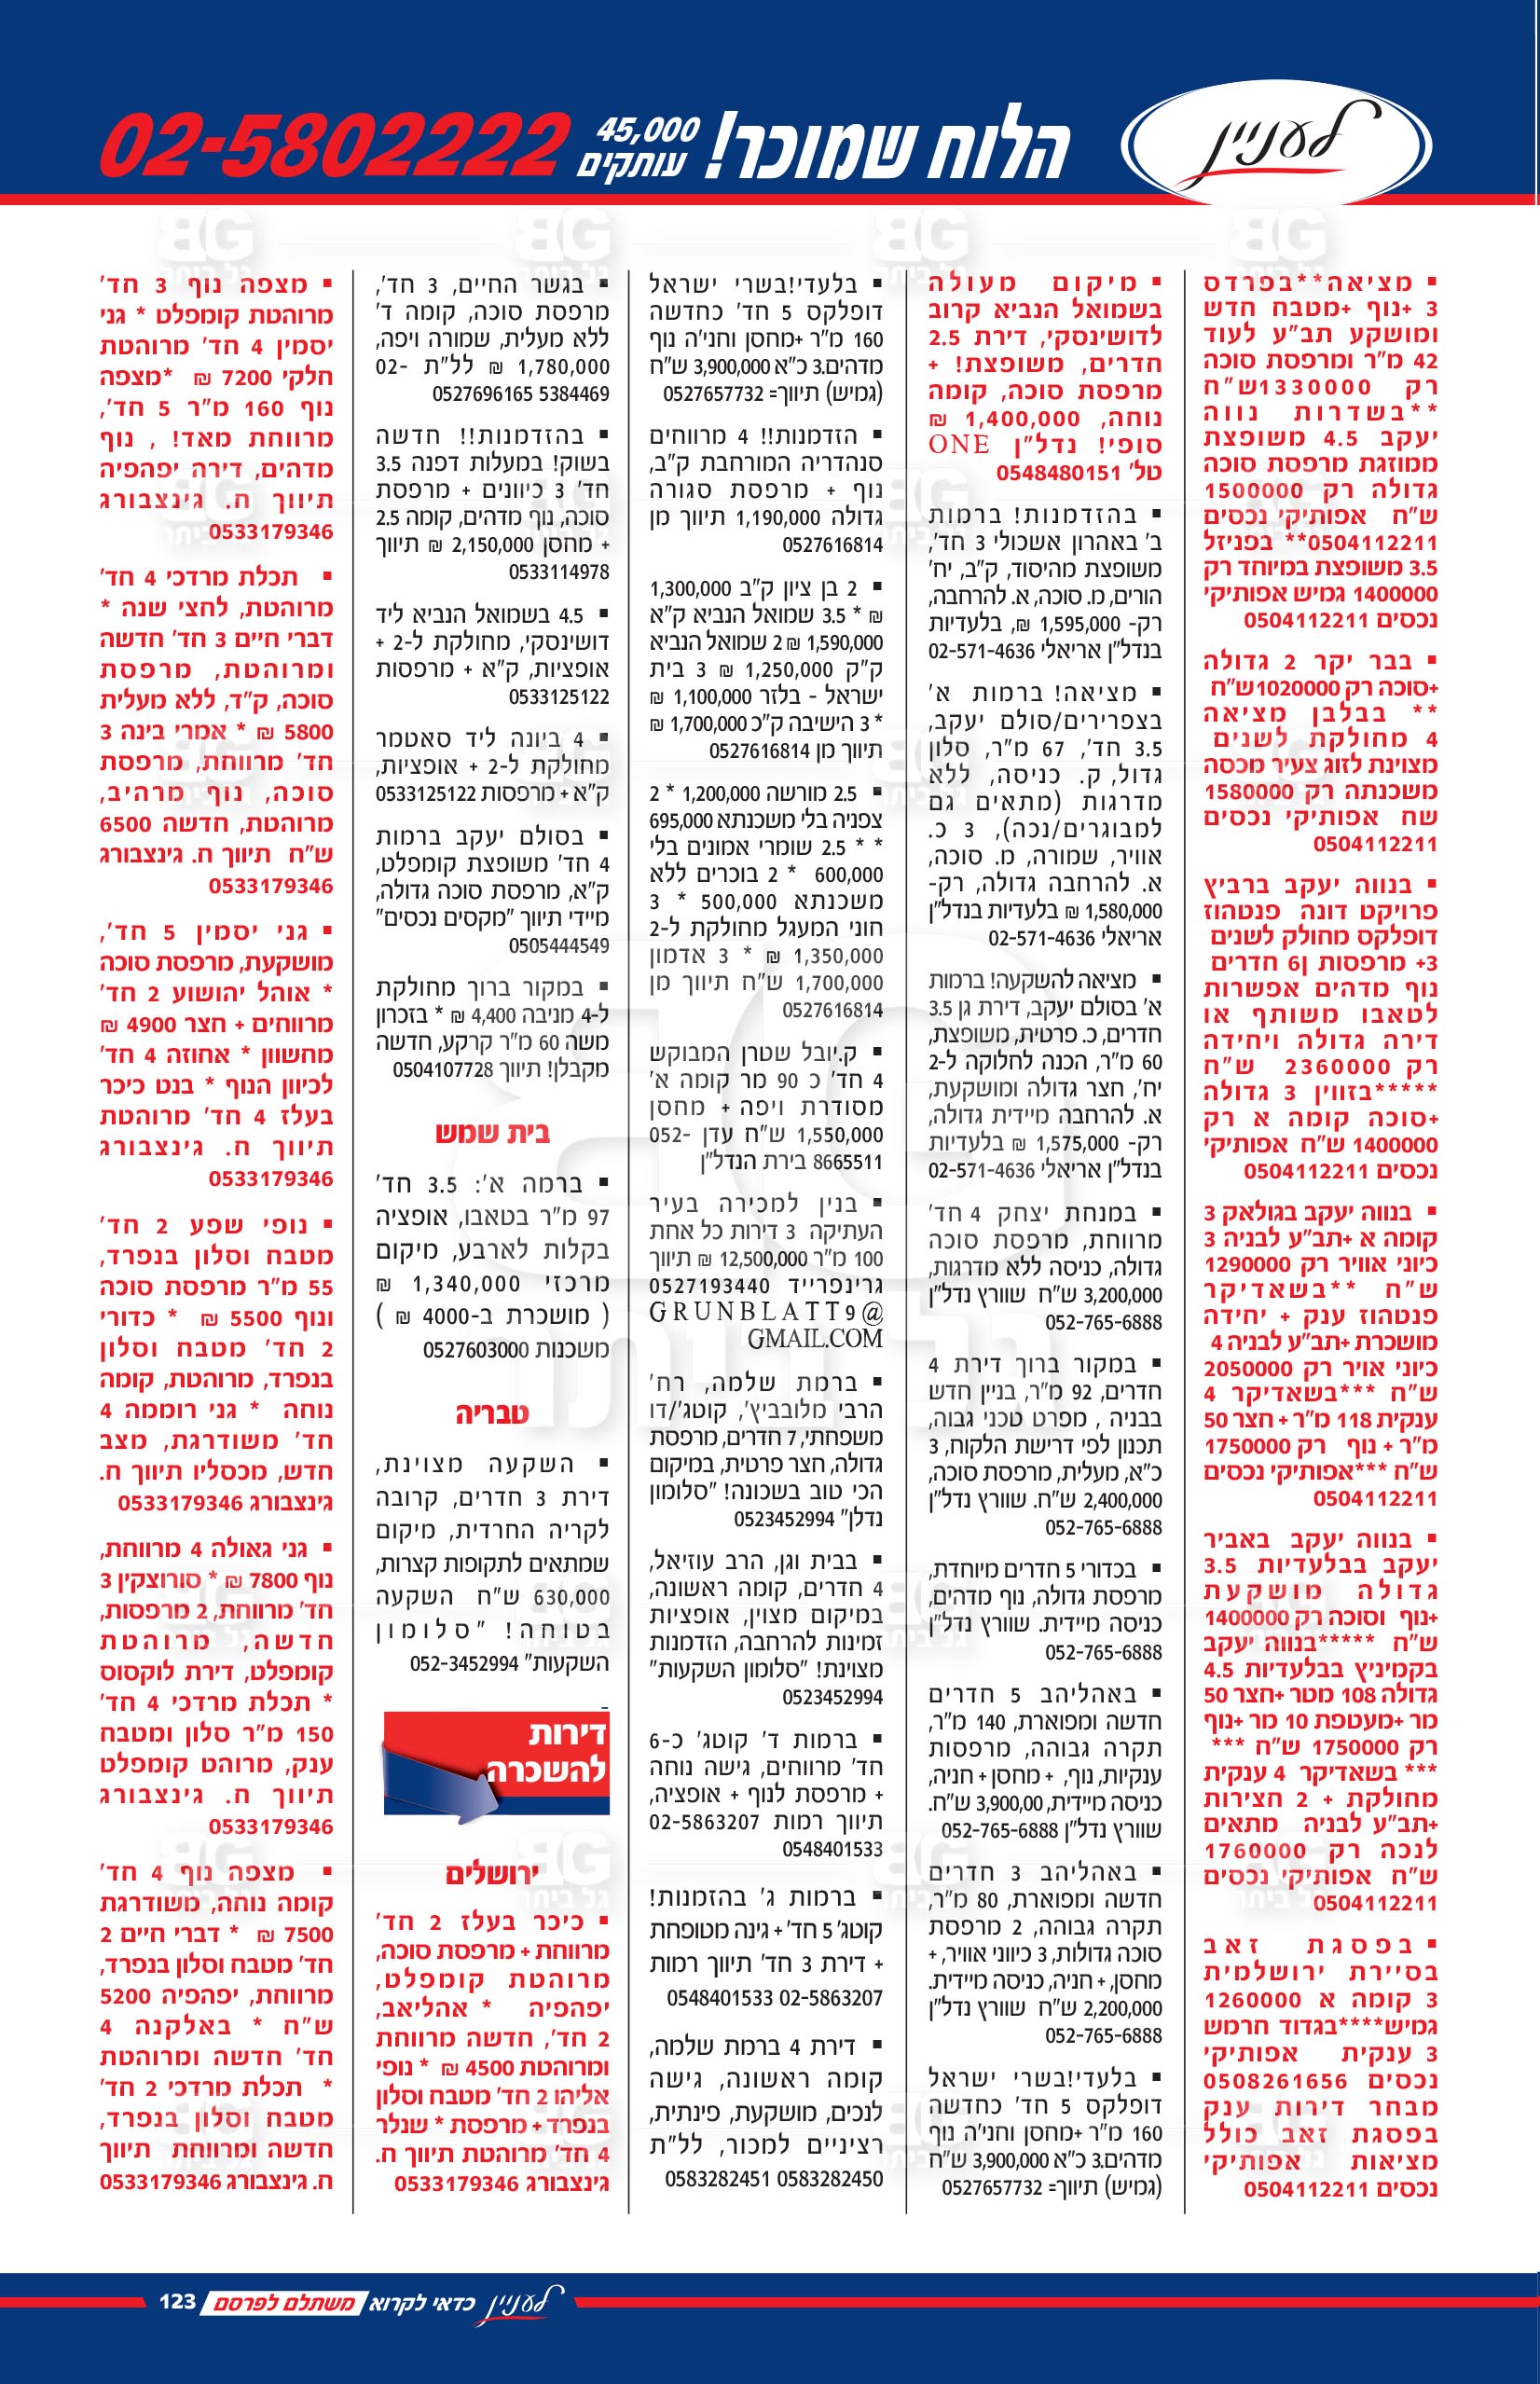 לעניין
הלוח שמוכר!
45,000
עותקים
02-5802222
▪ מציאה**בפרדס
3 +נוף +מטבח חדש
ומושקע תב"ע לעוד
42 מ"ר ומרפסת סוכה
רק 1330000ש"ח
**בשדרות נווה
יעקב 4.5 משופצת
ממוזגת מרפסת סוכה
גדולה רק 1500000
ש"ח אפותיקי נכסים
0504112211** בפניזל
3.5 משופצת במיוחד רק
1400000 גמיש אפותיקי
נכסים 0504112211
▪ בבר יקר 2 גדולה
+סוכה רק 1020000ש"ח
** בבלבן מציאה
4 מחולקת לשנים
מצוינת לזוג צעיר מכסה
משכנתה רק 1580000
שח אפותיקי נכסים
0504112211
▪ בנווה יעקב ברביץ
פרויקט דונה פנטהוז
דופלקס מחולק לשנים
3+ מרפסות ון6 חדרים
נוף מדהים אפשרות
לטאבו משותף או
דירה גדולה ויחידה
רק 2360000 ש"ח
*****בזווין 3 גדולה
+סוכה קומה א רק
1400000 ש"ח אפותיקי
נכסים 0504112211
▪ בנווה יעקב בגולאק 3
קומה א +תב"ע לבניה 3
כיוני אוויר רק 1290000
ש"ח **בשאדיקר
פנטהוז ענק + יחידה
מושכרת +תב"ע לבניה 4
כיוני אויר רק 2050000
ש"ח ***בשאדיקר 4
ענקית 118 מ"ר + חצר 50
מ"ר + נוף רק 1750000
ש"ח ***אפותיקי נכסים
0504112211
▪ בנווה יעקב באביר
יעקב בבלעדיות 3.5
גדולה מושקעת
+נוף וסוכה רק 1400000
ש"ח *****בנווה יעקב
בקמיניץ בבלעדיות 4.5
גדולה 108 מטר +חצר 50
מר +מעטפת 10 מר +נוף
רק 1750000 ש"ח ***
*** בשאדיקר 4 ענקית
מחולקת + 2 חצירות
+תב"ע לבניה מתאים
לנכה רק 1760000
ש"ח אפותיקי נכסים
0504112211
▪ בפסגת זאב
בסיירת ירושלמית
3 קומה א 1260000
גמיש****בגדוד חרמש
3 ענקית אפותיקי
נכסים 0508261656
מבחר דירות ענק
בפסגת זאב כולל
מציאות אפותיקי
נכסים 0504112211
▪ מיקום מעולה
בשמואל הנביא קרוב
לדושינסקי, דירת 2.5
חדרים, משופצת! +
מרפסת סוכה, קומה
נוחה, 1,400,000 ₪
סופי! נדל"ן ONE
טל' 0548480151
▪ בהזדמנות! ברמות
ב' באהרון אשכולי 3 חד',
משופצת מהיסוד, ק"ב, יח'
הורים, מ. סוכה, א. להרחבה,
רק- 1,595,000 ₪, בלעדיות
בנדל"ן אריאלי 02-571-4636
▪ מציאה! ברמות א'
בצפרירים/סולם יעקב,
3.5 חד', 67 מ"ר, סלון
גדול, ק. כניסה, ללא
מדרגות (מתאים גם
למבוגרים/נכה), 3 כ.
אוויר, שמורה, מ. סוכה,
א. להרחבה גדולה, רק-
1,580,000 ₪ בלעדיות בנדל"ן
אריאלי 02-571-4636
▪ מציאה להשקעה! ברמות
א' בסולם יעקב, דירת גן 3.5
חדרים, כ. פרטית, משופצת,
60 מ"ר, הכנה לחלוקה ל-2
יח', חצר גדולה ומושקעת,
א. להרחבה מיידית גדולה,
רק- 1,575,000 ₪ בלעדיות
בנדל"ן אריאלי 02-571-4636
▪ במנחת יצחק 4 חד'
מרווחת, מרפסת סוכה
גדולה, כניסה ללא מדרגות,
3,200,000 ש"ח שוורץ נדל"ן
052-765-6888
▪ במקור ברוך דירת 4
חדרים, 92 מ"ר, בניין חדש
בבניה , מפרט טכני גבוה,
תכנון לפי דרישת הלקוח, 3
כ"א, מעלית, מרפסת סוכה,
2,400,000 ש"ח. שוורץ נדל"ן
052-765-6888
▪ בכדורי 5 חדרים מיוחדת,
מרפסת גדולה, נוף מדהים,
כניסה מיידית. שוורץ נדל"ן
052-765-6888
▪ באהליהב 5 חדרים
חדשה ומפוארת, 140 מ"ר,
תקרה גבוהה, מרפסות
ענקיות, נוף, + מחסן + חניה,
כניסה מיידית, 3,900,00 ש"ח.
שוורץ נדל"ן 052-765-6888
▪ באהליהב 3 חדרים
חדשה ומפוארת, 80 מ"ר,
תקרה גבוהה, 2 מרפסת
סוכה גדולות, 3 כיווני אוויר, +
מחסן, + חניה, כניסה מיידית.
2,200,000 ש"ח שוורץ נדל"ן
052-765-6888
▪ בלעדי!בשרי ישראל
דופלקס 5 חד' כחדשה
160 מ"ר +מחסן וחני'ה נוף
מדהים.3 כ"א 3,900,000 ש"ח
(גמיש) תיווך= 0527657732
▪ בלעדי!בשרי ישראל
דופלקס 5 חד' כחדשה
160 מ"ר +מחסן וחני'ה נוף
מדהים.3 כ"א 3,900,000 ש"ח
(גמיש) תיווך= 0527657732
▪ הזדמנות!! 4 מרווחים
סנהדריה המורחבת ק"ב,
נוף + מרפסת סגורה
גדולה 1,190,000 תיווך מן
0527616814
▪ 2 בן ציון ק"ב 1,300,000
₪ * 3.5 שמואל הנביא ק"א
1,590,000 ₪ 2 שמואל הנביא
ק"ק 1,250,000 ₪ 3 בית
ישראל - בלזר 1,100,000 ₪
* 3 הישיבה ק"כ 1,700,000 ₪
תיווך מן 0527616814
▪ 2.5 מורשה 1,200,000 * 2
צפניה בלי משכנתא 695,000
* * 2.5 שומרי אמונים בלי
600,000 * 2 בוכרים ללא
משכנתא 500,000 * 3
חוני המעגל מחולקת ל-2
1,350,000 ₪ * 3 אדמון
1,700,000 ש"ח תיווך מן
0527616814
▪ ק.יובל שטרן המבוקש
4 חד' כ 90 מר קומה א'
מסודרת ויפה + מחסן
1,550,000 ש"ח עדן 052-
8665511 בירת הנדל"ן
▪ בנין למכירה בעיר
העתיקה 3 דירות כל אחת
100 מ"ר 12,500,000 ₪ תיווך
גרינפרייד 0527193440
GRUNBLATT9@
GMAIL.COM
▪ ברמת שלמה, רח'
הרבי מלובביץ', קוטג'/דו
משפחתי, 7 חדרים, מרפסת
גדולה, חצר פרטית, במיקום
הכי טוב בשכונה! "סלומון
נדלן" 0523452994
▪ בבית וגן, הרב עוזיאל,
4 חדרים, קומה ראשונה,
במיקום מצוין, אופציות
זמינות להרחבה, הזדמנות
מצוינת! "סלומון השקעות"
0523452994
▪ ברמות ד' קוטג' כ-6
חד' מרווחים, גישה נוחה
+ מרפסת לנוף + אופציה,
תיווך רמות 02-5863207
0548401533
▪ ברמות ג' בהזמנות!
קוטג' 5 חד' + גינה מטופחת
+ דירת 3 חד' תיווך רמות
02-5863207 0548401533
▪ דירת 4 ברמת שלמה,
קומה ראשונה, גישה
לנכים, מושקעת, פינתית,
רציניים למכור, לל"ת
0583282450 0583282451
▪ בגשר החיים, 3 חד',
מרפסת סוכה, קומה ד'
ללא מעלית, שמורה ויפה,
1,780,000 ₪ לל"ת 02-
5384469 0527696165
▪ בהזדמנות!! חדשה
בשוק! במעלות דפנה 3.5
חד' 3 כיוונים + מרפסת
סוכה, נוף מדהים, קומה 2.5
+ מחסן 2,150,000 ₪ תיווך
0533114978
▪ 4.5 בשמואל הנביא ליד
דושינסקי, מחולקת ל-2 +
אופציות, ק"א + מרפסות
0533125122
▪ 4 ביונה ליד סאטמר
מחולקת ל-2 + אופציות,
ק"א + מרפסות 0533125122
▪ בסולם יעקב ברמות
4 חד' משופצת קומפלט,
ק"א, מרפסת סוכה גדולה,
מיידי תיווך "מקסים נכסים"
0505444549
▪ במקור ברוך מחולקת
ל-4 מניבה 4,400 ₪ * בזכרון
משה 60 מ"ר קרקע, חדשה
מקבלן! תיווך 0504107728
בית שמש
▪ ברמה א': 3.5 חד'
97 מ"ר בטאבו, אופציה
בקלות לארבע, מיקום
מרכזי 1,340,000 ₪
( מושכרת ב-4000 ₪ )
משכנות 0527603000
טבריה
▪ השקעה מצוינת,
דירת 3 חדרים, קרובה
לקריה החרדית, מיקום
שמתאים לתקופות קצרות,
630,000 ש"ח השקעה
בטוחה! "סלומון
השקעות" 052-3452994
דירות
להשכרה
ירושלים
▪ כיכר בעלז 2 חד'
מרווחת + מרפסת סוכה,
מרוהטת קומפלט,
יפהפיה * אהליאב,
2 חד', חדשה מרווחת
ומרוהטת 4500 ₪ * נופי
אליהו 2 חד' מטבח וסלון
בנפרד + מרפסת * שנלר
4 חד' מרוהטת תיווך ח.
גינצבורג 0533179346
▪ מצפה נוף 3 חד'
מרוהטת קומפלט * גני
יסמין 4 חד' מרוהטת
חלקי 7200 ₪ *מצפה
נוף 160 מ"ר 5 חד',
מרווחת מאד! , נוף
מדהים, דירה יפהפיה
תיווך ח. גינצבורג
0533179346
▪ תכלת מרדכי 4 חד'
מרוהטת, לחצי שנה *
דברי חיים 3 חד' חדשה
ומרוהטת, מרפסת
סוכה, ק"ד, ללא מעלית
5800 ₪ * אמרי בינה 3
חד' מרווחת, מרפסת
סוכה, נוף מרהיב,
מרוהטת, חדשה 6500
ש"ח תיווך ח. גינצבורג
0533179346
▪ גני יסמין 5 חד',
מושקעת, מרפסת סוכה
* אוהל יהושוע 2 חד'
מרווחים + חצר 4900 ₪
מחשוון * אחוזה 4 חד'
לכיוון הנוף * בנט כיכר
בעלז 4 חד' מרוהטת
תיווך ח. גינצבורג
0533179346
▪ נופי שפע 2 חד'
מטבח וסלון בנפרד,
55 מ"ר מרפסת סוכה
ונוף 5500 ₪ * כדורי
2 חד' מטבח וסלון
בנפרד, מרוהטת, קומה
נוחה * גני רוממה 4
חד' משודרגת, מצב
חדש, מכסליו תיווך ח.
גינצבורג 0533179346
▪ גני גאולה 4 מרווחת,
נוף 7800 ₪ * סורוצקין 3
חד' מרווחת, 2 מרפסות,
חדשה, מרוהטת
קומפלט, דירת לוקסוס
* תכלת מרדכי 4 חד'
150 מ"ר סלון ומטבח
ענק, מרוהט קומפלט
תיווך ח. גינצבורג
0533179346
▪ מצפה נוף 4 חד'
קומה נוחה, משודרגת
7500 ₪ * דברי חיים 2
חד' מטבח וסלון בנפרד,
מרווחת, יפהפיה 5200
ש"ח * באלקנה 4
חד' חדשה ומרוהטת
* תכלת מרדכי 2 חד'
מטבח וסלון בנפרד,
חדשה ומרווחת תיווך
ח. גינצבורג 0533179346
לעניין כדאי לקרוא משתלם לפרסם 123